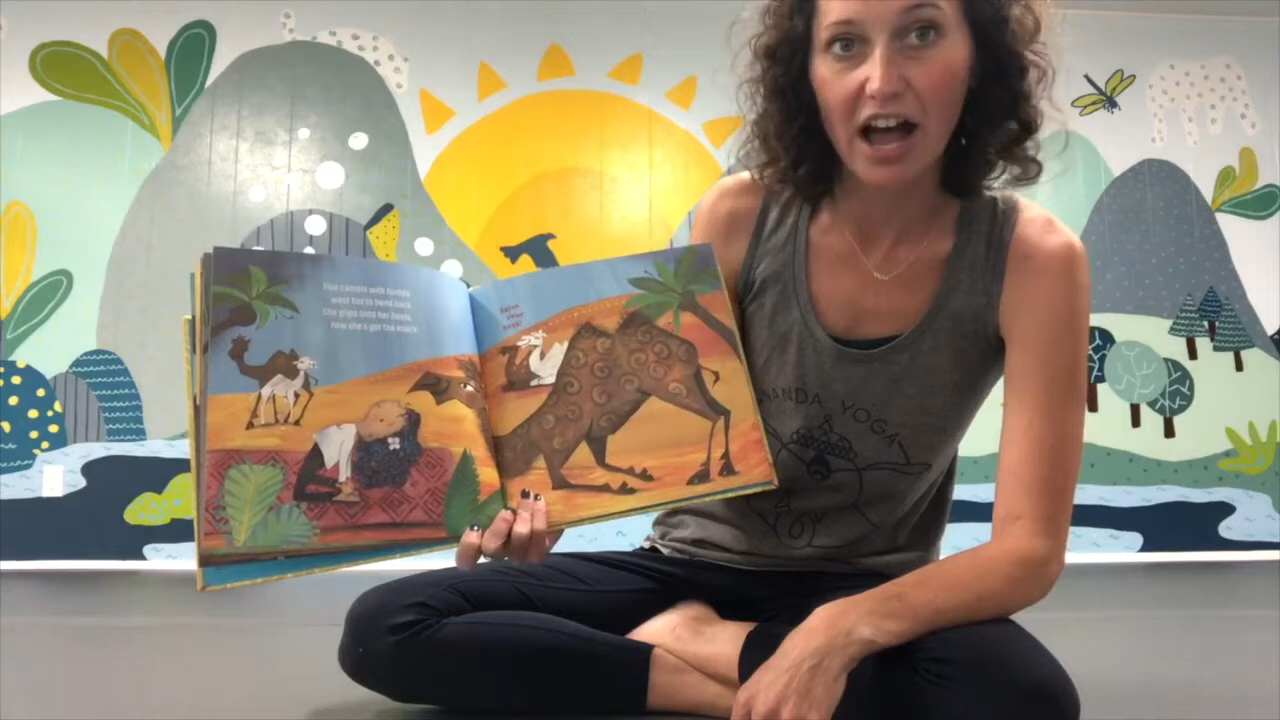 Five camels with humps
want her to bend back.
She grips onto her heels,
now she's got the knack.
PANDA YOGA